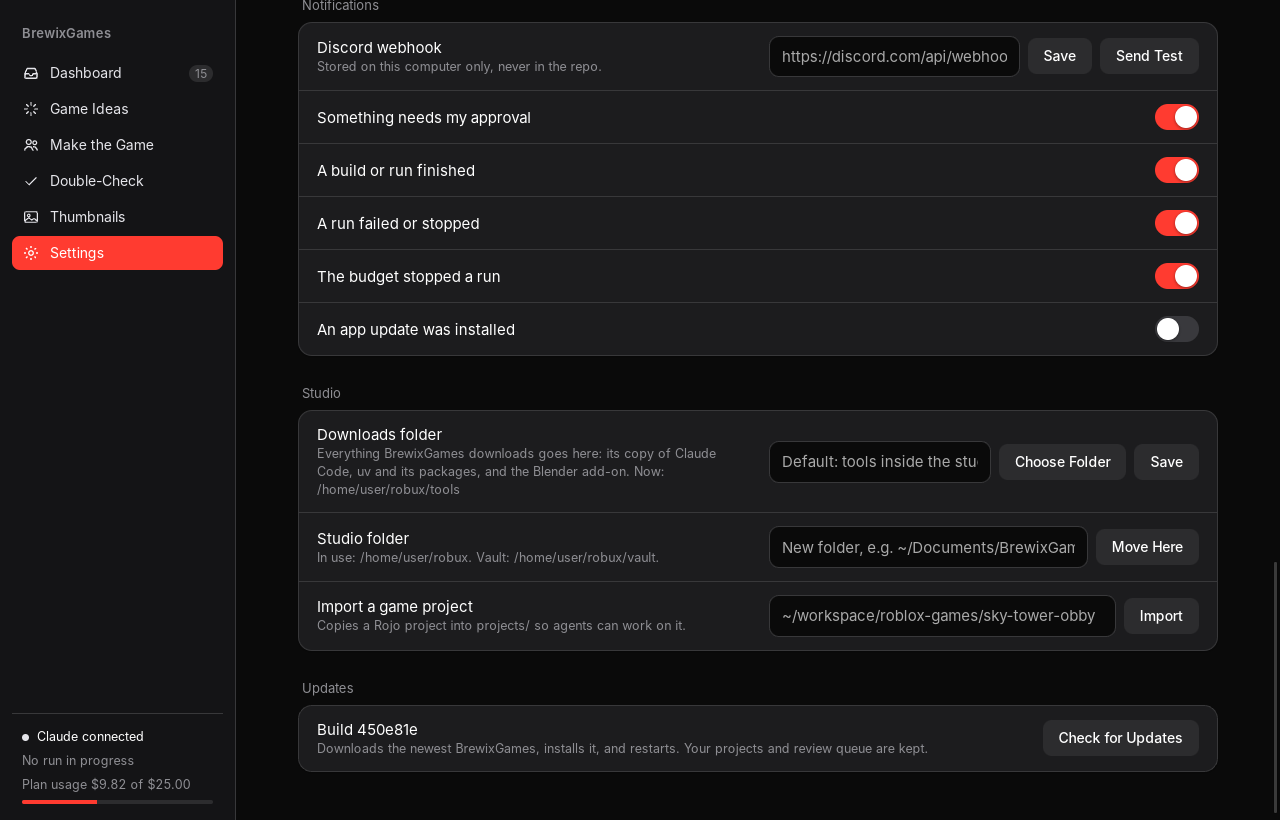 BrewixGames
Dashboard
15
Game Ideas
Make the Game
Double-Check
Thumbnails
Settings
Claude connected
No run in progress
Plan usage $9.82 of $25.00
Notifications
Discord webhook
Stored on this computer only, never in the repo.
https://discord.com/api/webhoo
Save
Send Test
Something needs my approval
A build or run finished
A run failed or stopped
The budget stopped a run
An app update was installed
Studio
Downloads folder
Everything BrewixGames downloads goes here: its copy of Claude
Code, uv and its packages, and the Blender add-on. Now:
/home/user/robux/tools
Default: tools inside the stu
Choose Folder
Save
Studio folder
In use: /home/user/robux. Vault: /home/user/robux/vault.
New folder, e.g. ~/Documents/BrewixGam
Move Here
Import a game project
Copies a Rojo project into projects/ so agents can work on it.
~/workspace/roblox-games/sky-tower-obby
Import
Updates
Build 450e81e
Downloads the newest BrewixGames, installs it, and restarts. Your projects and review queue are kept.
Check for Updates